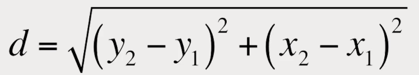 d = √((y₂ − y₁)² + (x₂ − x₁)²)